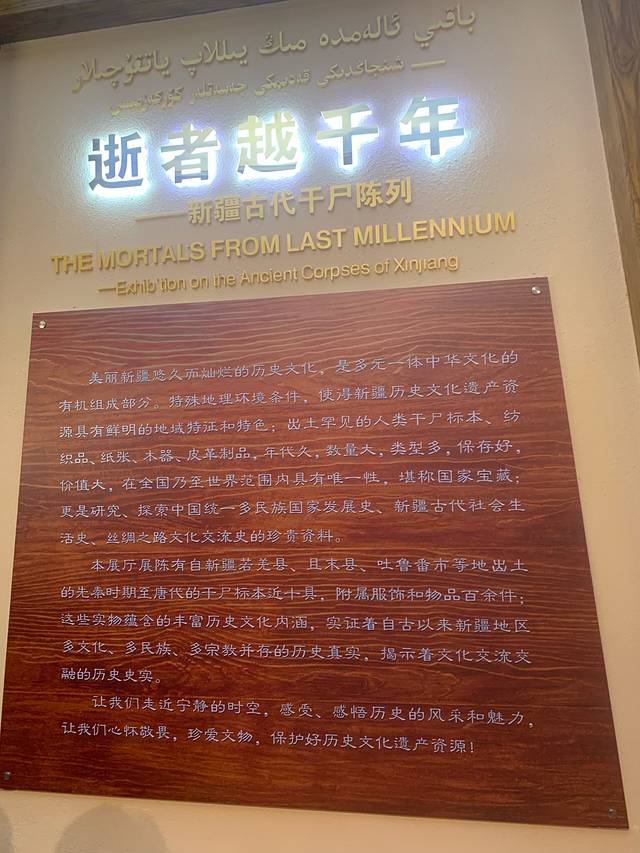 باقىي ئالەمدە مىڭ يىللاپ ياتقۇچىلار
—— شىنجاڭدىكى قەدىمكى جەسەتلەر كۆرگەزمىسى
逝者越千年
——新疆古代干尸陈列
THE MORTALS FROM LAST MILLENNIUM
—Exhib'tion on the Ancient Corpses of Xinjiang
美丽新疆悠久而灿烂的历史文化，是多元一体中华文化的
有机组成部分。特殊地理环境条件，使得新疆历史文化遗产资
源具有鲜明的地域特征和特色；出土罕见的人类干尸标本、纺
织品、纸张、木器、皮革制品，年代久，数量大，类型多，保存好，
价值大，在全国乃至世界范围内具有唯一性，堪称国家宝藏；
更是研究、探索中国统一多民族国家发展史、新疆古代社会生
活史、丝绸之路文化交流史的珍贵资料。
本展厅展陈有自新疆若羌县、且末县、吐鲁番市等地出土
的先秦时期至唐代的干尸标本近十具，附属服饰和物品百余件；
这些实物蕴含的丰富历史文化内涵，实证着自古以来新疆地区
多文化、多民族、多宗教并存的历史真实，揭示着文化交流交
融的历史史实。
让我们走近宁静的时空，感受、感悟历史的风采和魅力，
让我们心怀敬畏，珍爱文物，保护好历史文化遗产资源！